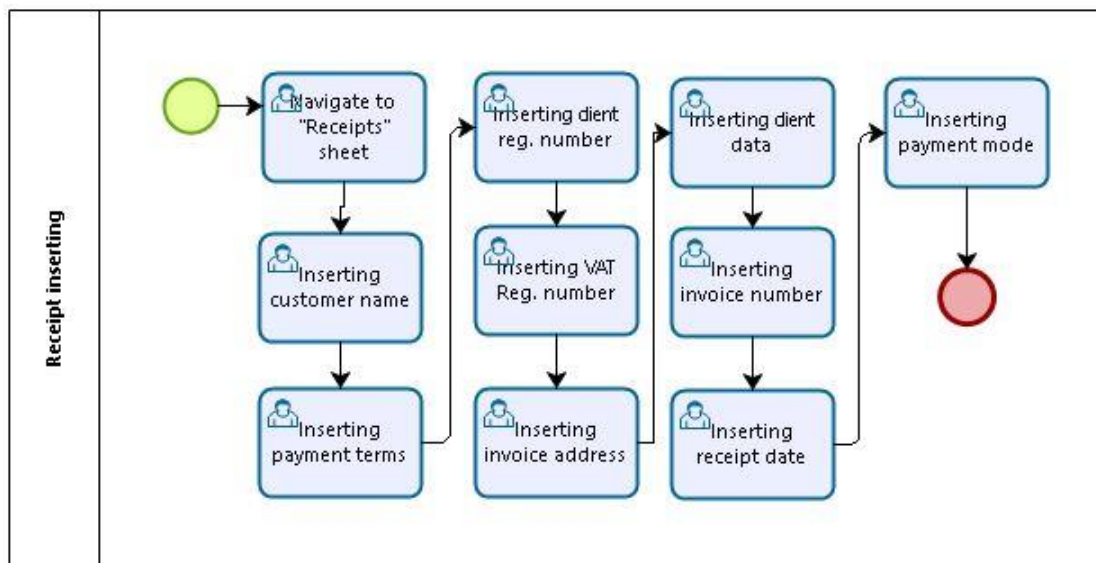 Receipt inserting
Navigate to
"Receipts"
sheet
Inserting
customer name
Inserting
payment terms
Inserting dient
reg. number
Inserting VAT
Reg. number
Inserting
invoice address
Inserting dient
data
Inserting
invoice number
Inserting
receipt date
Inserting
payment mode